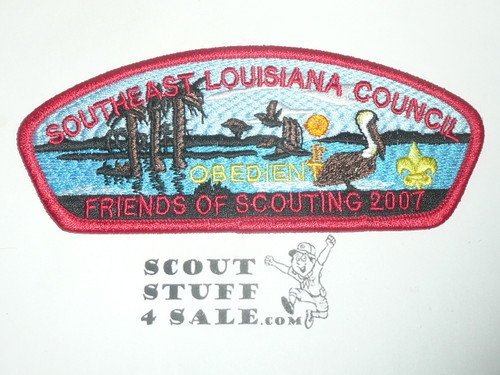 SOUTHEAST LOUISIANA COUNCIL
OBEDIENT
FRIENDS OF SCOUTING 2007
SCOUT
STUFF
4 SALE.COM